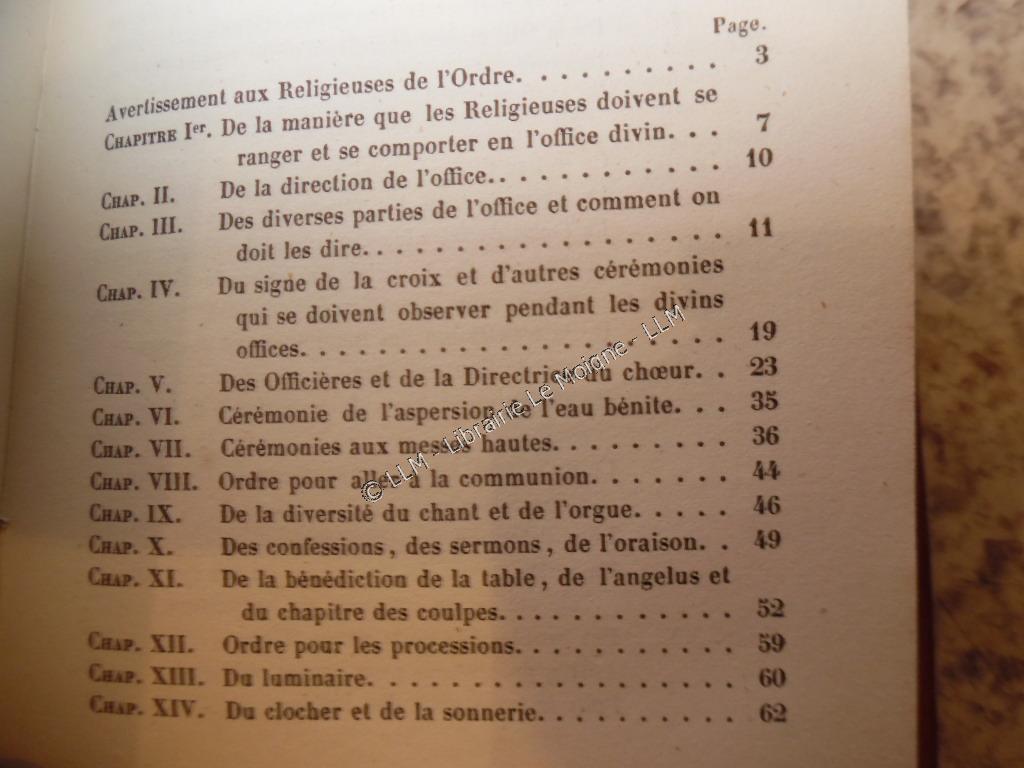 Page.
Avertissement aux Religieuses de l'Ordre. . . . . . . . . . 3
CHAPITRE Ier. De la manière que les Religieuses doivent se
ranger et se comporter en l'office divin. . . 7
CHAP. II. De la direction de l'office. . . . . . . . . . . . 10
CHAP. III. Des diverses parties de l'office et comment on
doit les dire. . . . . . . . . . . . . . . . . . 11
CHAP. IV. Du signe de la croix et d'autres cérémonies
qui se doivent observer pendant les divins
offices. . . . . . . . . . . . . . . . . . . . . 19
CHAP. V. Des Officières et de la Directrice du chœur. . 23
CHAP. VI. Cérémonie de l'aspersion de l'eau bénite. . . 35
CHAP. VII. Cérémonies aux messes hautes. . . . . . . . . 36
CHAP. VIII. Ordre pour aller à la communion. . . . . . . 44
CHAP. IX. De la diversité du chant et de l'orgue. . . . . 46
CHAP. X. Des confessions, des sermons, de l'oraison. . 49
CHAP. XI. De la bénédiction de la table, de l'angelus et
du chapitre des coulpes. . . . . . . . . . . . 52
CHAP. XII. Ordre pour les processions. . . . . . . . . . . 59
CHAP. XIII. Du luminaire. . . . . . . . . . . . . . . . . . 60
CHAP. XIV. Du clocher et de la sonnerie. . . . . . . . . . 62
© LLM - Librairie Le Moigne - LLM